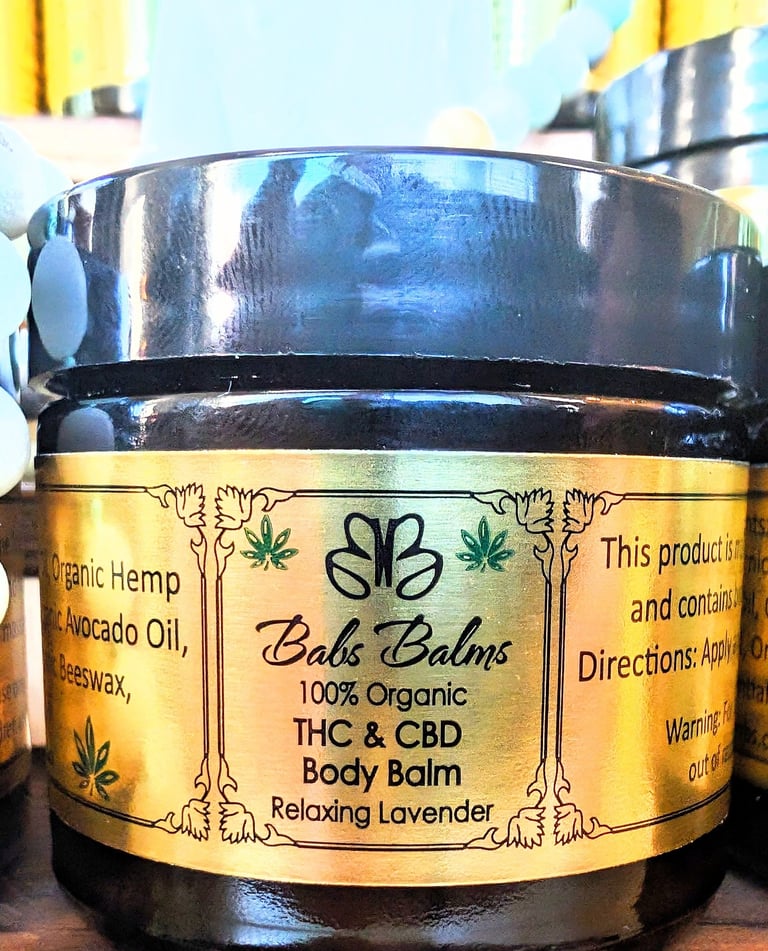 Organic Hemp
Avocado Oil,
Beeswax,
Babs Balms
100% Organic
THC & CBD
Body Balm
Relaxing Lavender
This product is
and contains
Directions: Apply
Warning: For
out of